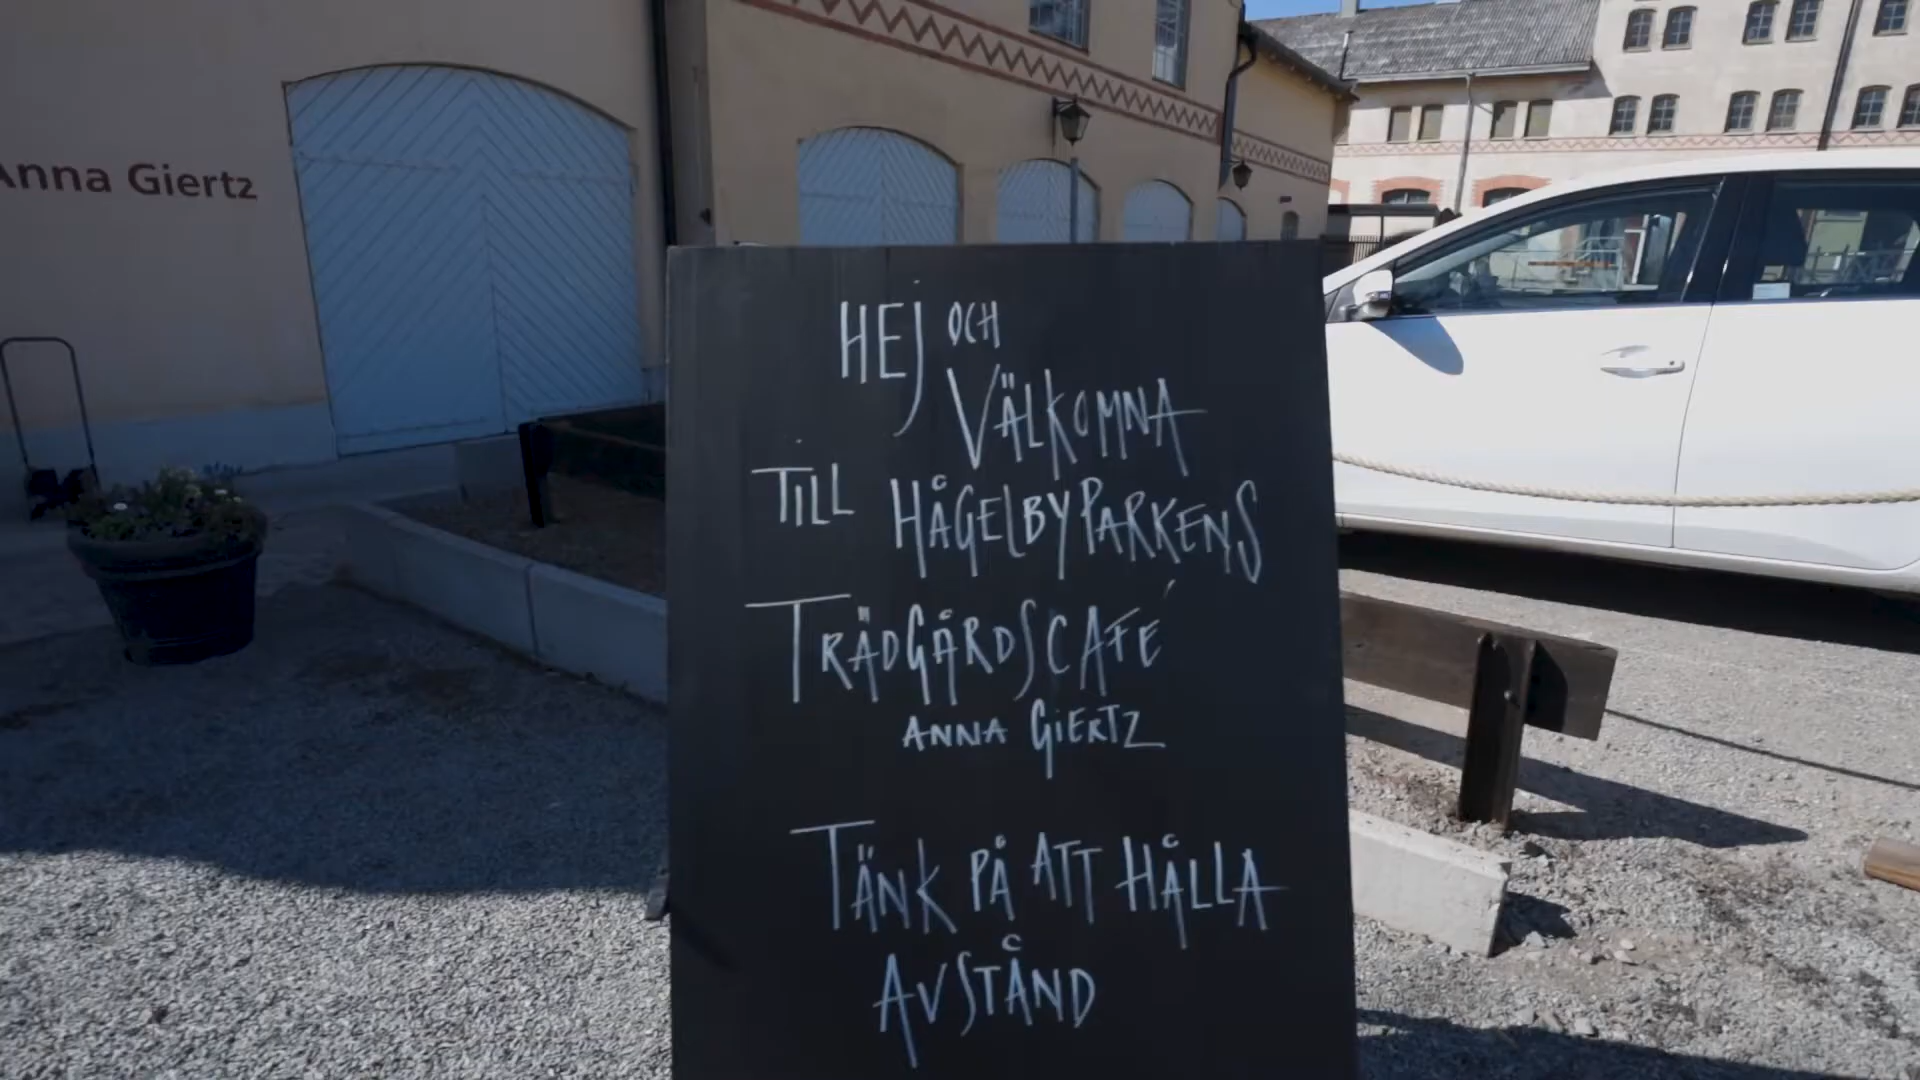 Anna Giertz
HEJ OCH
VÄLKOMNA
TILL HÅGELBYPARKENS
TRÄDGÅRDSCAFÉ
ANNA GIERTZ
TÄNK PÅ ATT HÅLLA
AVSTÅND